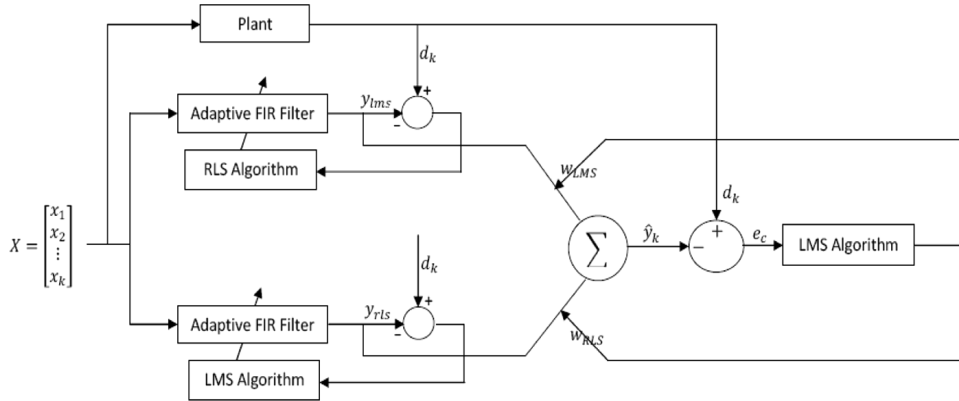 Plant
d_k
y_lms
+
Adaptive FIR Filter
−
RLS Algorithm
w_LMS
X = [x_1 x_2 ⋮ x_k]
d_k
+
∑
ŷ_k
−
e_c
LMS Algorithm
d_k
+
y_rls
Adaptive FIR Filter
−
w_RLS
LMS Algorithm